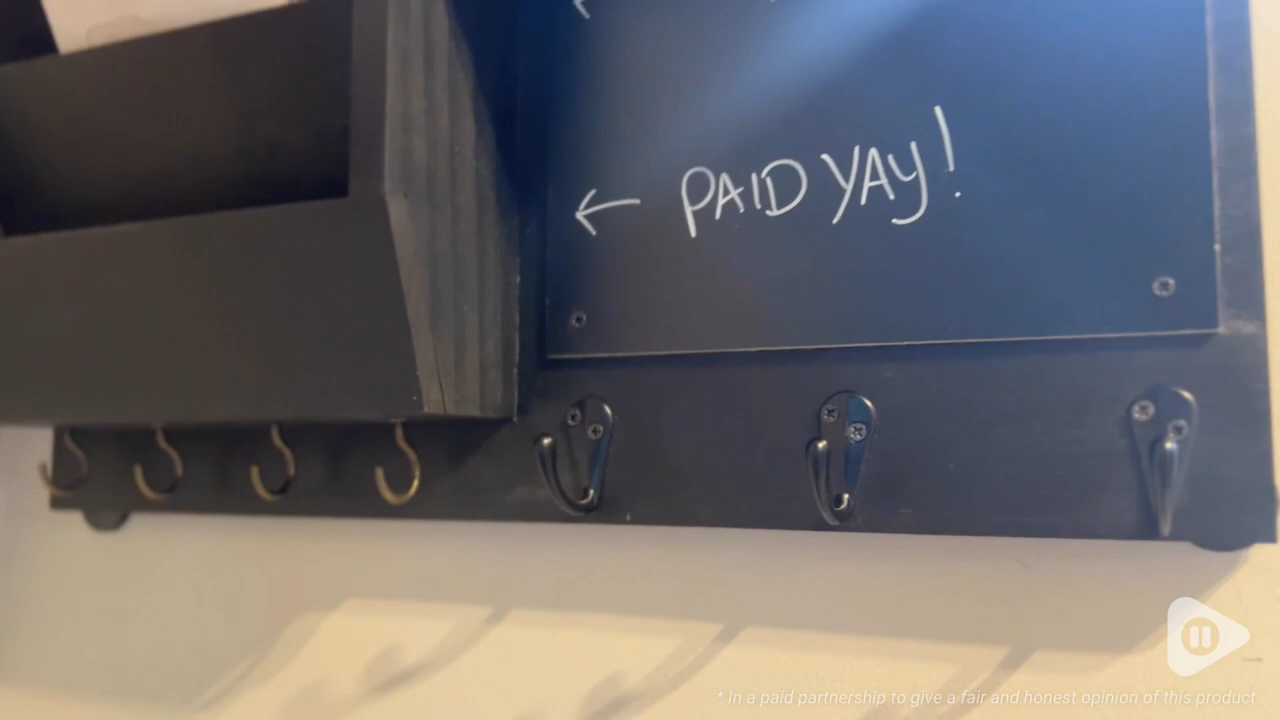 ← PAID YAY!
* In a paid partnership to give a fair and honest opinion of this product